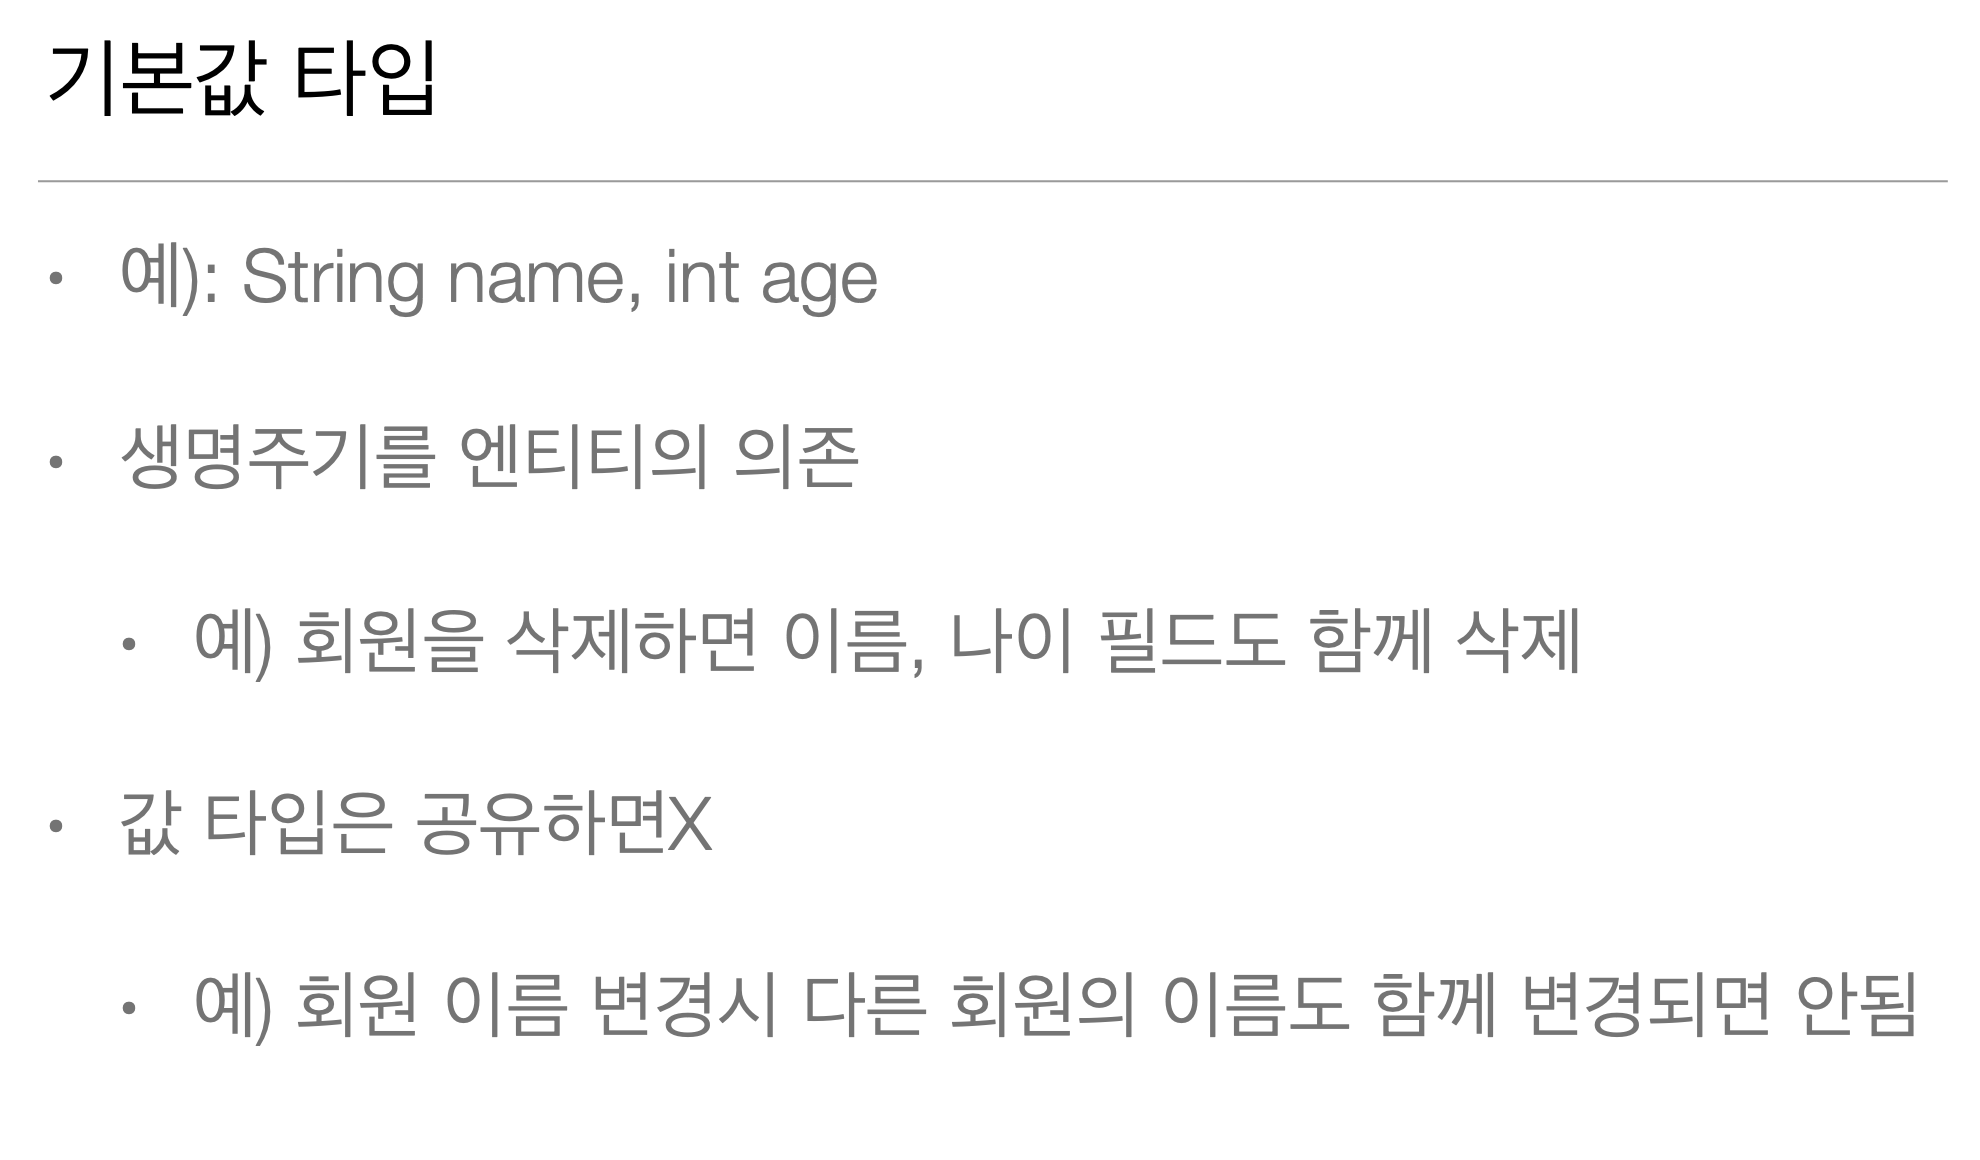 기본값 타입
• 예): String name, int age
• 생명주기를 엔티티의 의존
• 예) 회원을 삭제하면 이름, 나이 필드도 함께 삭제
• 값 타입은 공유하면X
• 예) 회원 이름 변경시 다른 회원의 이름도 함께 변경되면 안됨